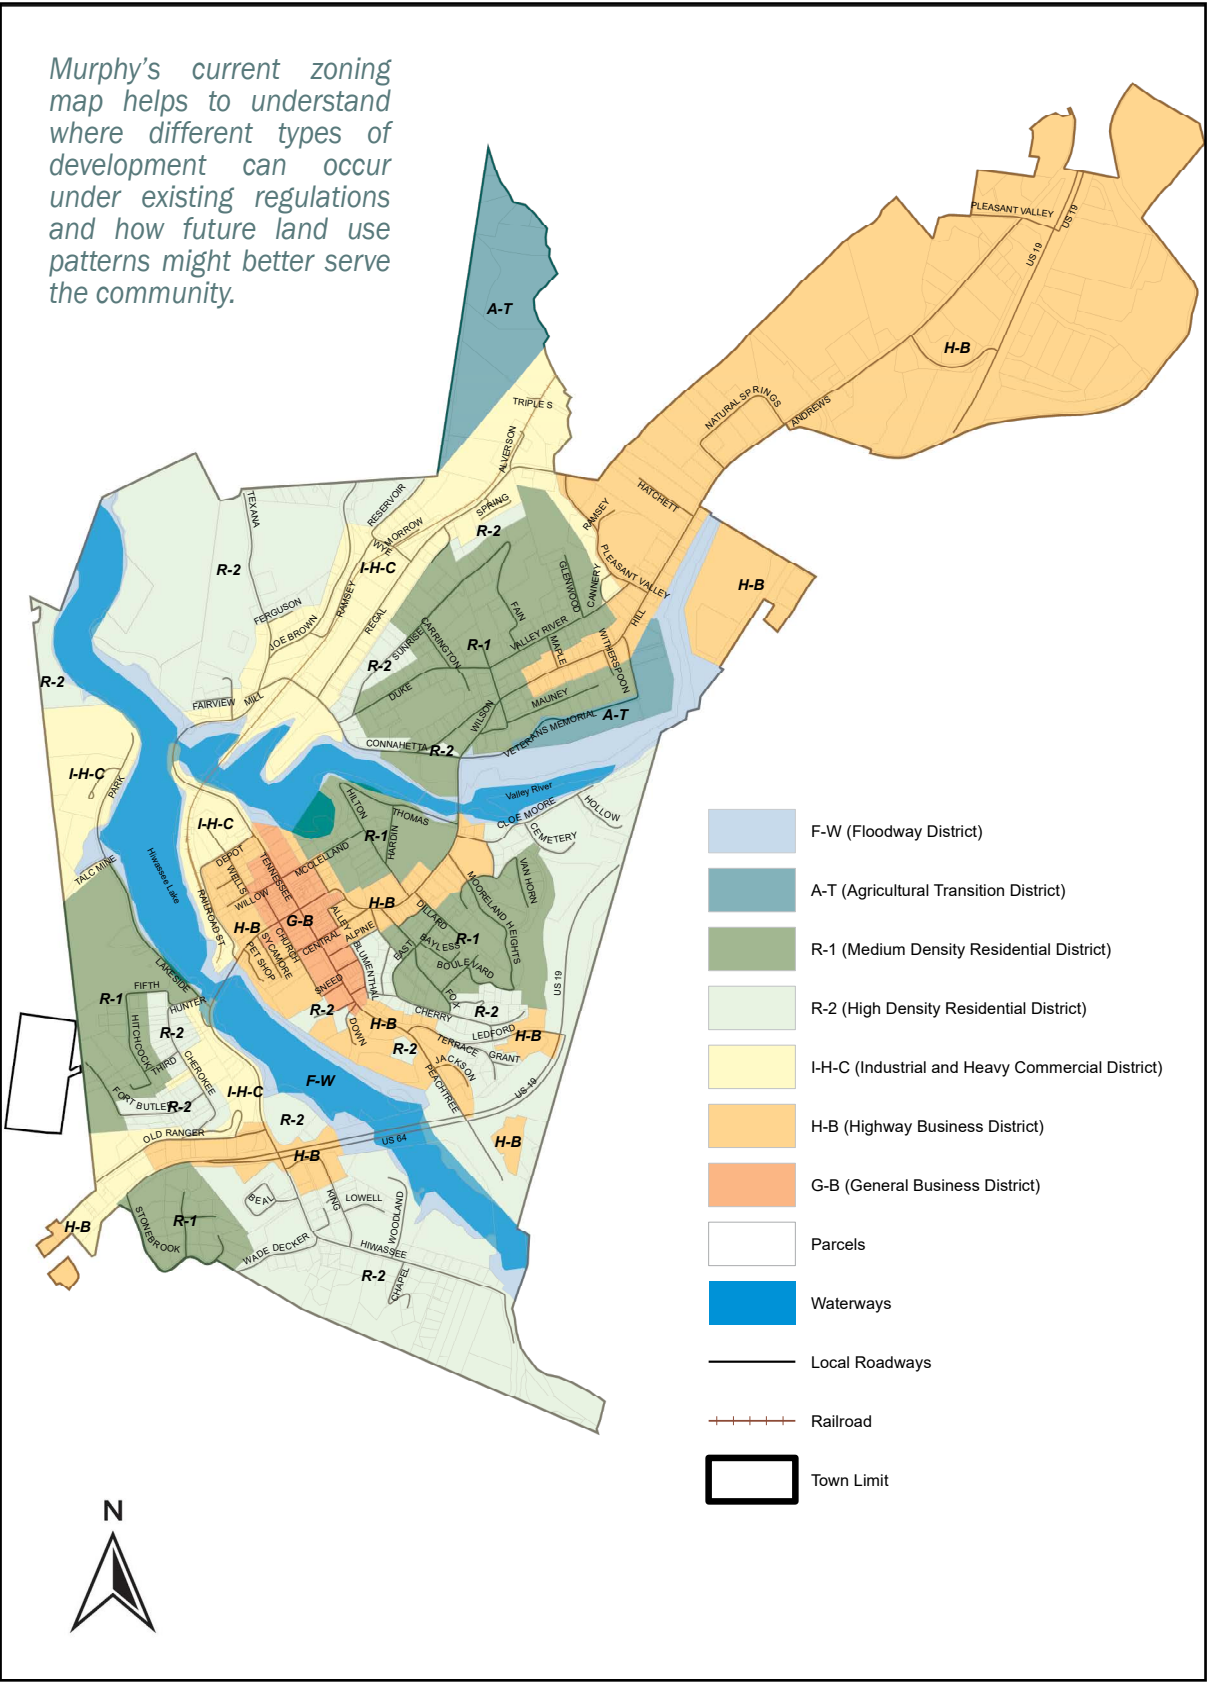 Murphy's current zoning
map helps to understand
where different types of
development can occur
under existing regulations
and how future land use
patterns might better serve
the community.
PLEASANT VALLEY
US 19
US 19
A-T
H-B
TRIPLE S
NATURAL SPRINGS
ANDREWS
ALVERSON
HATCHETT
RESERVOIR
TEXANA
SPRING
RAMSEY
MORROW
WYE
R-2
PLEASANT VALLEY
I-H-C
R-2
GLENWOOD
CANNERY
H-B
RAMSEY
FERGUSON
JOE BROWN
REGAL
FAIN
HILL
CARRINGTON
SUNRISE
VALLEY RIVER
R-1
MAPLE
WITHERSPOON
R-2
R-2
DUKE
MAUNEY
FAIRVIEW
MILL
WILSON
A-T
VETERANS MEMORIAL
CONNAHETTA
R-2
I-H-C
PARK
Valley River
HILTON
THOMAS
CLOE MOORE
HOLLOW
I-H-C
R-1
CEMETERY
HARDIN
DEPOT
MCCLELLAND
TENNESSEE
TALC MINE
Hiwassee Lake
WELLS
WILLOW
VAN HORN
MOORELAND HEIGHTS
RAILROAD ST
H-B
DILLARD
G-B
ALLEY
H-B
ALPINE
SYCAMORE
CHURCH
CENTRAL
PET SHOP
BLUMENTHAL
EAST
BAYLESS
R-1
BOULEVARD
LAKESIDE
SNEED
US 19
FIFTH
R-1
HUNTER
R-2
FOX
CHERRY
R-2
HITCHCOCK
R-2
DOWN
H-B
LEDFORD
H-B
TERRACE
R-2
GRANT
THIRD
CHEROKEE
JACKSON
PEACHTREE
F-W
US 19
FORT BUTLER
R-2
I-H-C
R-2
OLD RANGER
US 64
H-B
H-B
BEAL
KING
LOWELL
WOODLAND
STONEBROOK
R-1
H-B
WADE DECKER
HIWASSEE
R-2
CHAPEL
F-W (Floodway District)
A-T (Agricultural Transition District)
R-1 (Medium Density Residential District)
R-2 (High Density Residential District)
I-H-C (Industrial and Heavy Commercial District)
H-B (Highway Business District)
G-B (General Business District)
Parcels
Waterways
Local Roadways
Railroad
Town Limit
N